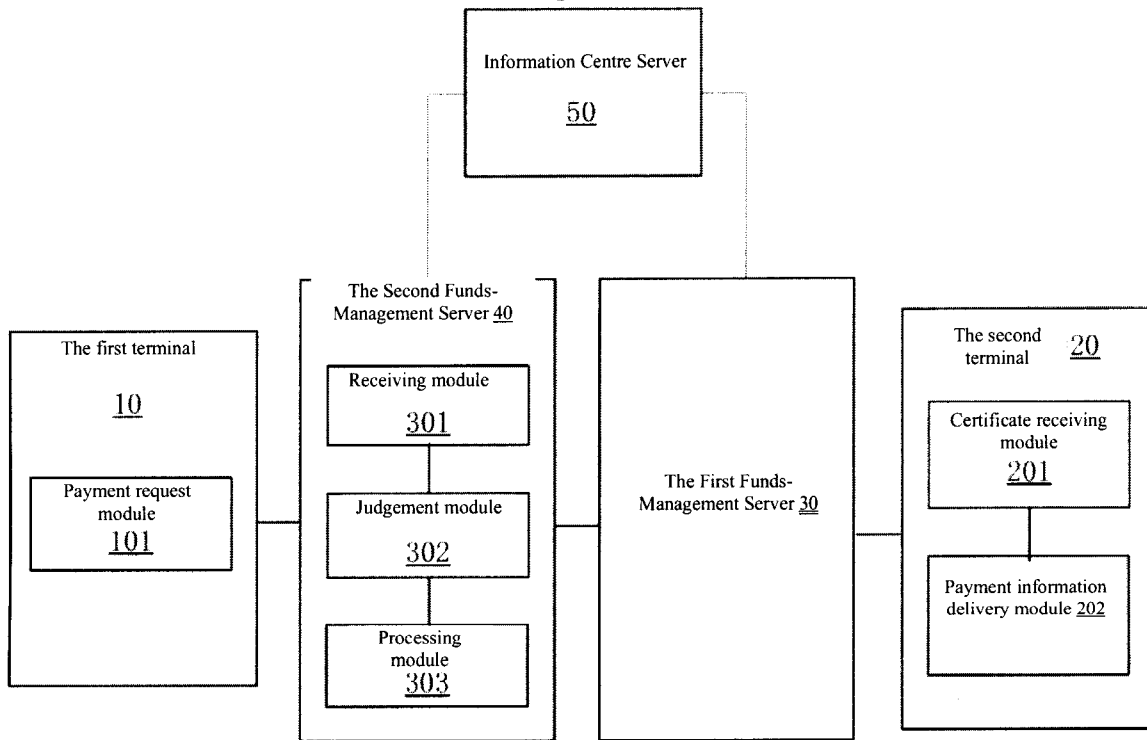 Information Centre Server
50
The Second Funds-
Management Server 40
The first terminal
10
Payment request
module
101
Receiving module
301
Judgement module
302
Processing
module
303
The First Funds-
Management Server 30
The second
terminal 20
Certificate receiving
module
201
Payment information
delivery module 202